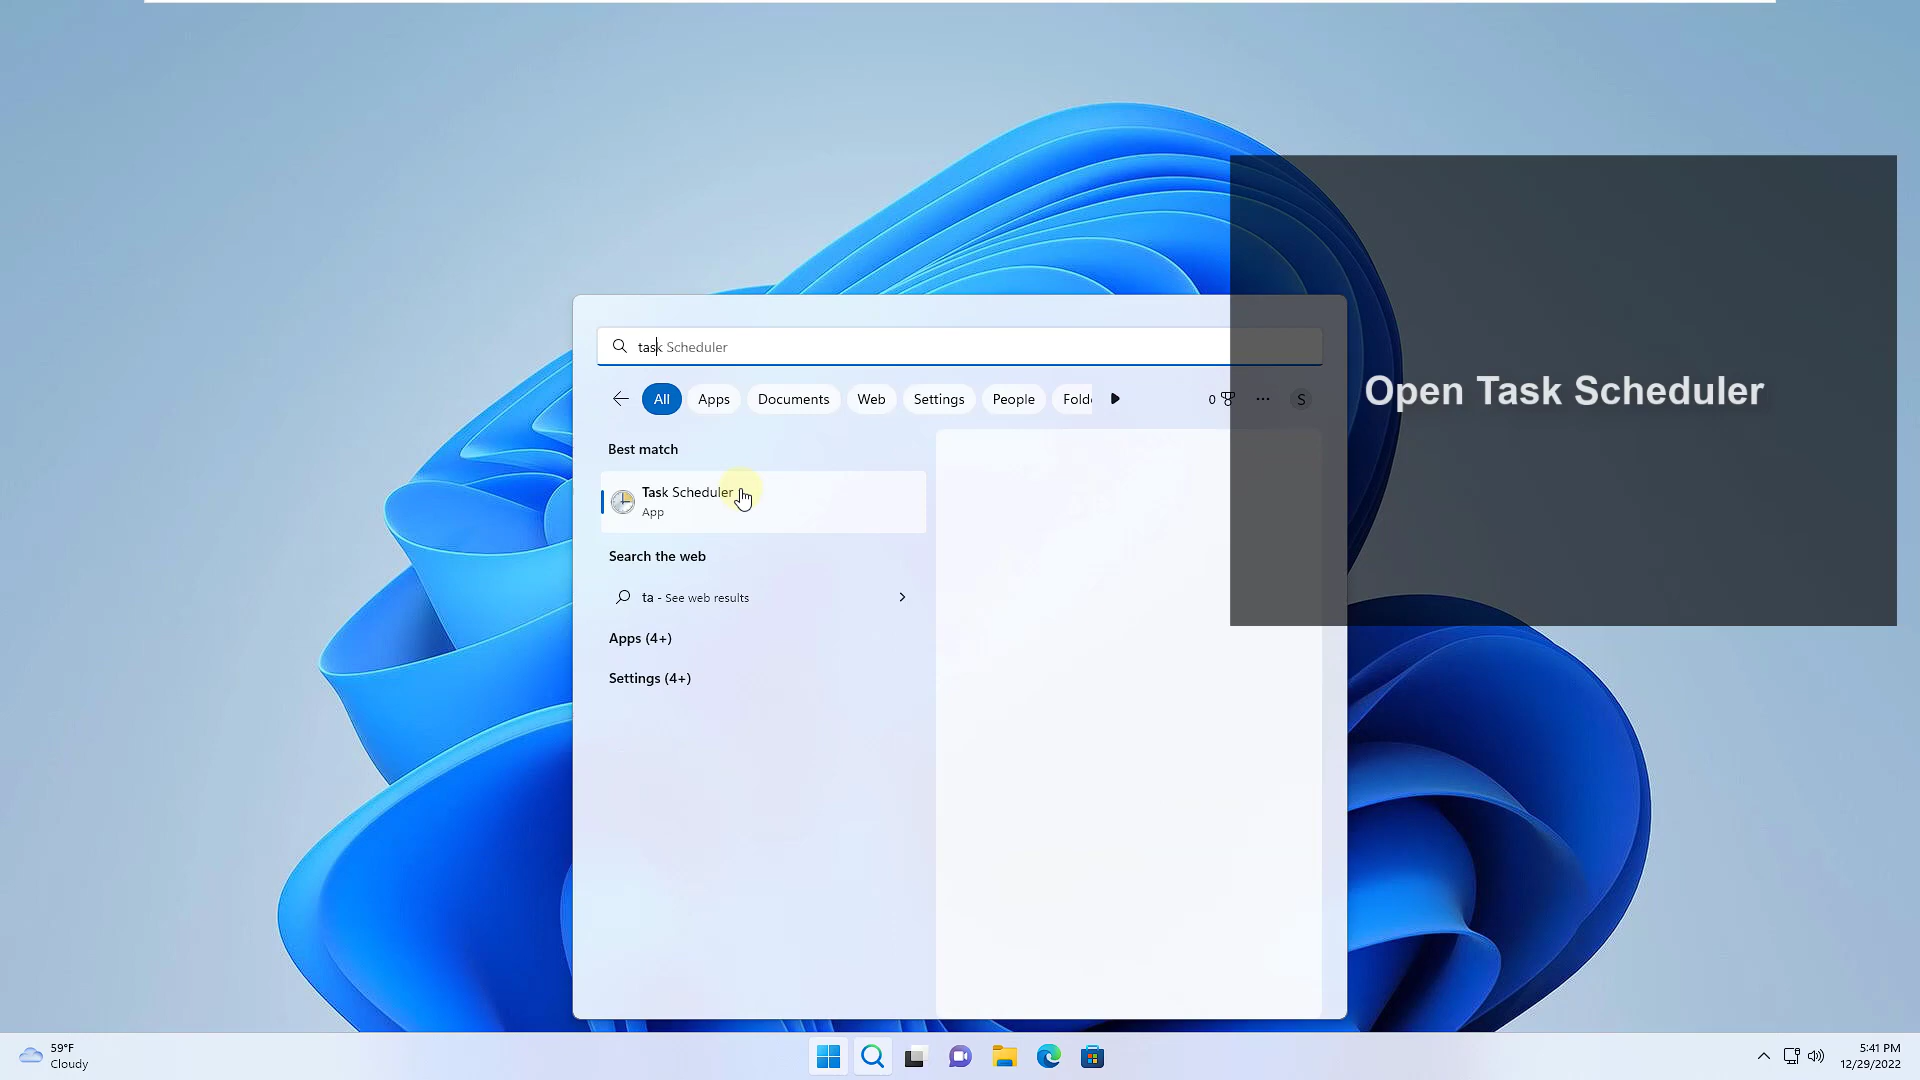 task Scheduler
All
Apps
Documents
Web
Settings
People
Folde
0
S
Best match
Task Scheduler
App
Search the web
ta - See web results
Apps (4+)
Settings (4+)
Open Task Scheduler
59°F
Cloudy
5:41 PM
12/29/2022